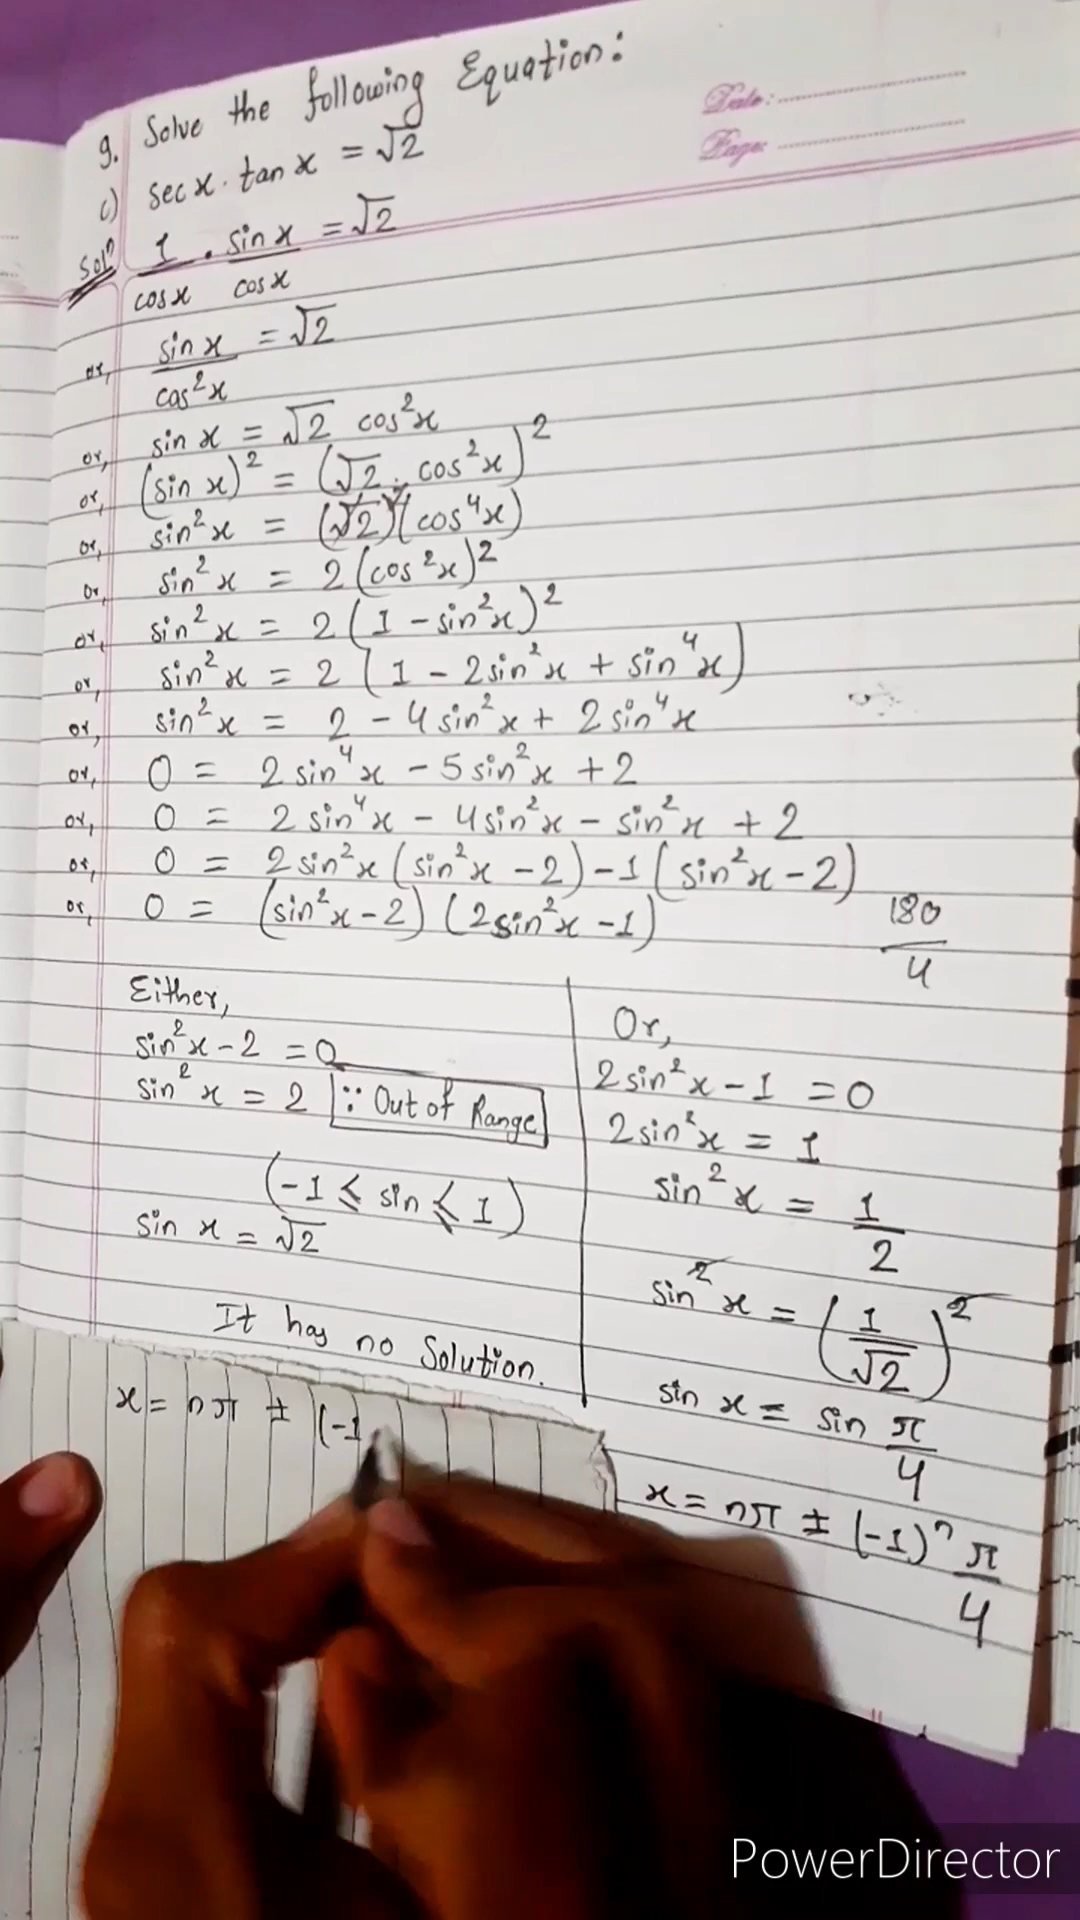 9. Solve the following Equation:
Date:
Page:
c) sec x . tan x = √2
Solⁿ 1/cos x . sin x/cos x = √2
or, sin x/cos²x = √2
or, sin x = √2 cos²x
or, (sin x)² = (√2 . cos²x)²
or, sin²x = (√2)² (cos⁴x)
or, sin²x = 2 (cos²x)²
or, sin²x = 2 (1 - sin²x)²
or, sin²x = 2 (1 - 2sin²x + sin⁴x)
or, sin²x = 2 - 4sin²x + 2sin⁴x
or, 0 = 2sin⁴x - 5sin²x + 2
or, 0 = 2sin⁴x - 4sin²x - sin²x + 2
or, 0 = 2sin²x (sin²x - 2) - 1 (sin²x - 2)
or, 0 = (sin²x - 2) (2sin²x - 1)
180/4
Either,
sin²x - 2 = 0
sin²x = 2 ∵ Out of Range
(-1 ≤ sin ≤ 1)
sin x = √2
It has no Solution.
Or,
2sin²x - 1 = 0
2sin²x = 1
sin²x = 1/2
sin²x = (1/√2)²
sin x = sin π/4
x = nπ ± (-1)ⁿ π/4
x = nπ ± (-1
PowerDirector